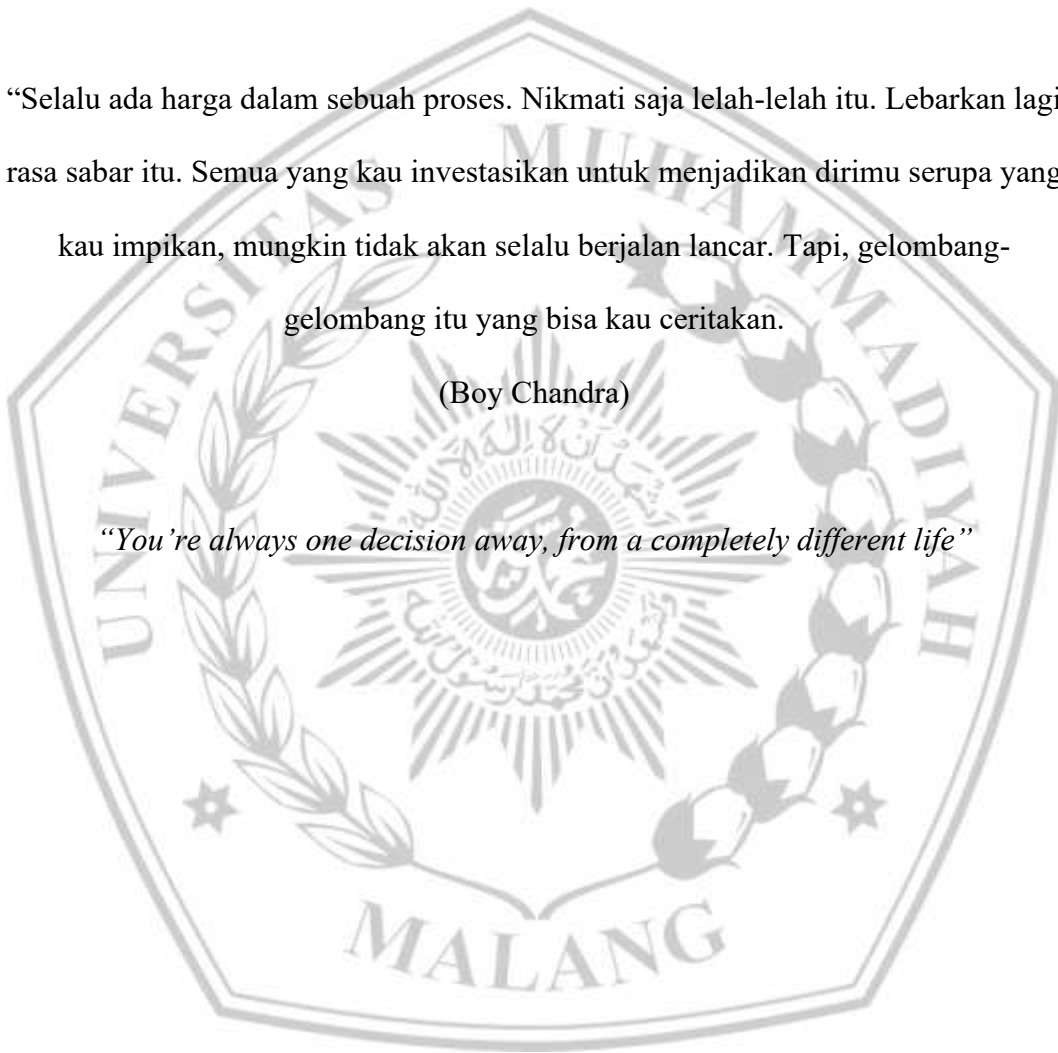 “Selalu ada harga dalam sebuah proses. Nikmati saja lelah-lelah itu. Lebarkan lagi
rasa sabar itu. Semua yang kau investasikan untuk menjadikan dirimu serupa yang
kau impikan, mungkin tidak akan selalu berjalan lancar. Tapi, gelombang-
gelombang itu yang bisa kau ceritakan.
(Boy Chandra)
“You’re always one decision away, from a completely different life”
UNIVERSITAS MUHAMMADIYAH
MALANG